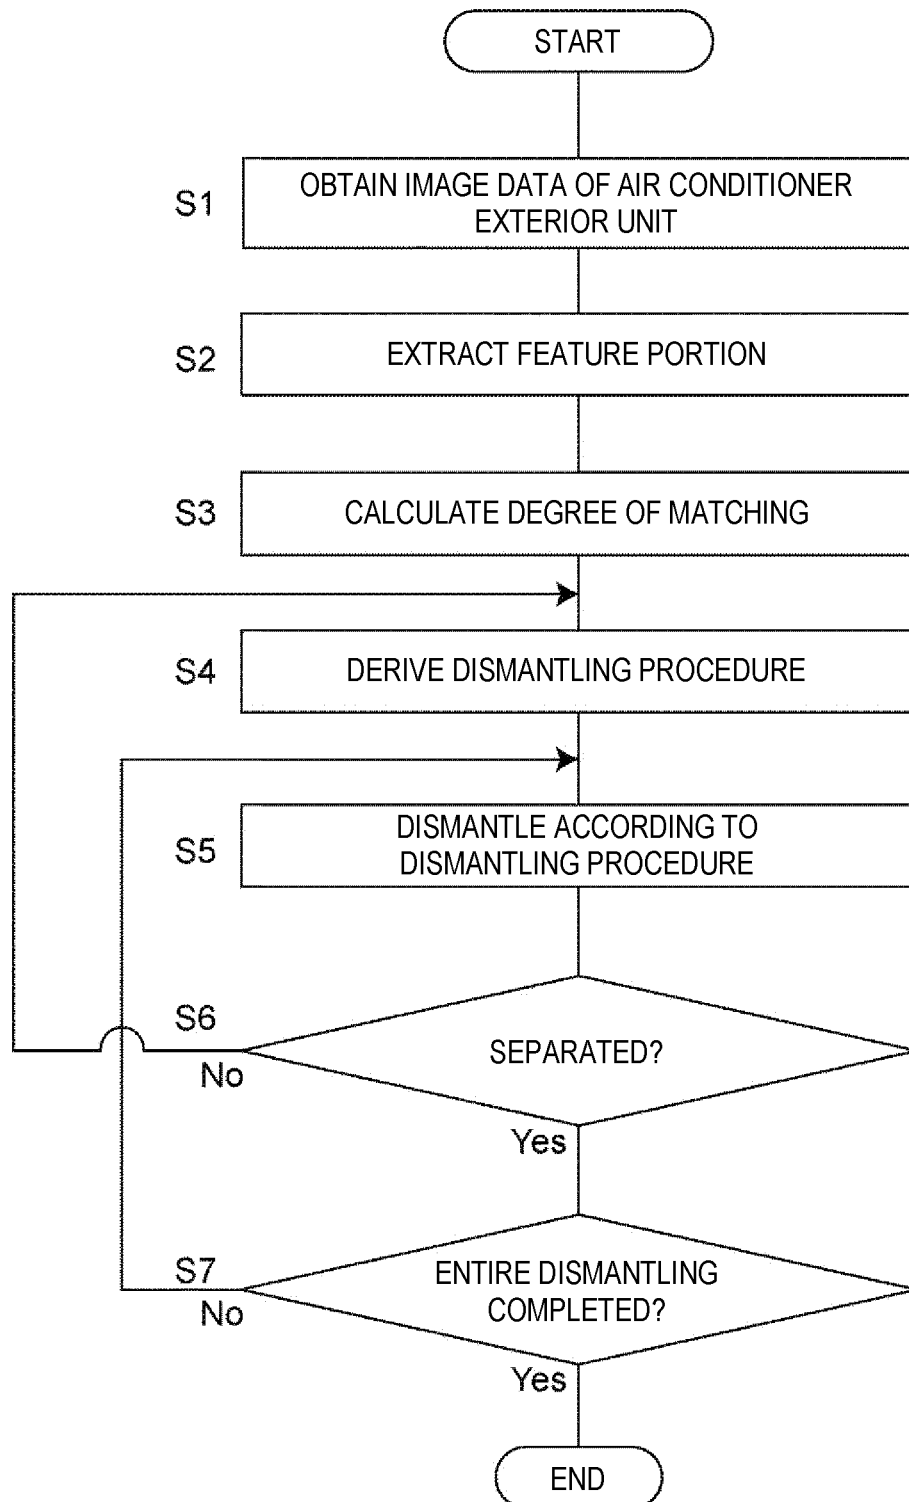 START
S1
OBTAIN IMAGE DATA OF AIR CONDITIONER
EXTERIOR UNIT
S2
EXTRACT FEATURE PORTION
S3
CALCULATE DEGREE OF MATCHING
S4
DERIVE DISMANTLING PROCEDURE
S5
DISMANTLE ACCORDING TO
DISMANTLING PROCEDURE
S6
SEPARATED?
No
Yes
S7
ENTIRE DISMANTLING
COMPLETED?
No
Yes
END